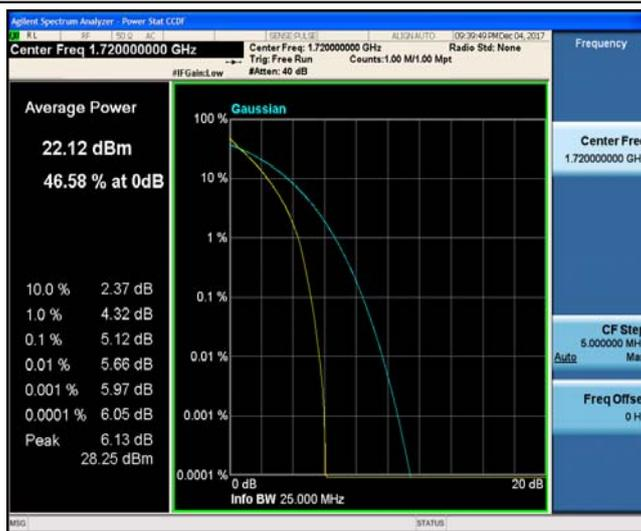 Agilent Spectrum Analyzer - Power Stat CCDF
RL RF 50 Ω AC SENSE:PULSE ALIGN AUTO 09:39:49 PM Dec 04, 2017
Center Freq 1.720000000 GHz
Center Freq: 1.720000000 GHz Radio Std: None
Trig: Free Run Counts:1.00 M/1.00 Mpt
#IFGain:Low #Atten: 40 dB
Frequency
Average Power
22.12 dBm
46.58 % at 0dB
10.0 % 2.37 dB
1.0 % 4.32 dB
0.1 % 5.12 dB
0.01 % 5.66 dB
0.001 % 5.97 dB
0.0001 % 6.05 dB
Peak 6.13 dB
28.25 dBm
Gaussian
100 %
10 %
1 %
0.1 %
0.01 %
0.001 %
0.0001 %
0 dB 20 dB
Info BW 25.000 MHz
Center Fre
1.720000000 GH
CF Step
5.000000 MH
Auto Ma
Freq Offse
0 H
MSG STATUS